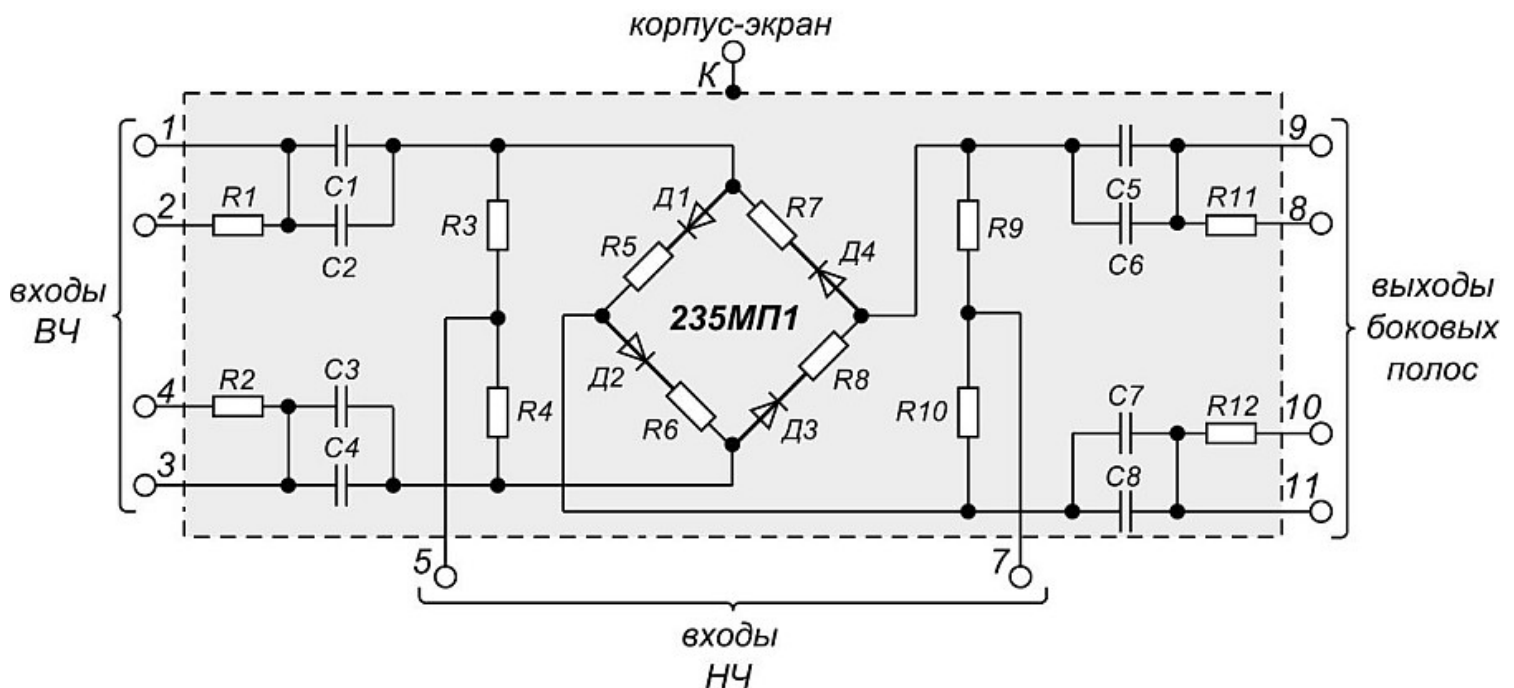 корпус-экран
К
1
9
Д1
R7
C1
C5
R1
2
R11
8
R3
R5
Д4
R9
C2
C6
входы
ВЧ
235МП1
выходы
боковых
полос
Д2
R8
C3
C7
R2
4
R4
R6
Д3
R10
R12
10
C4
C8
3
11
5
7
входы
НЧ